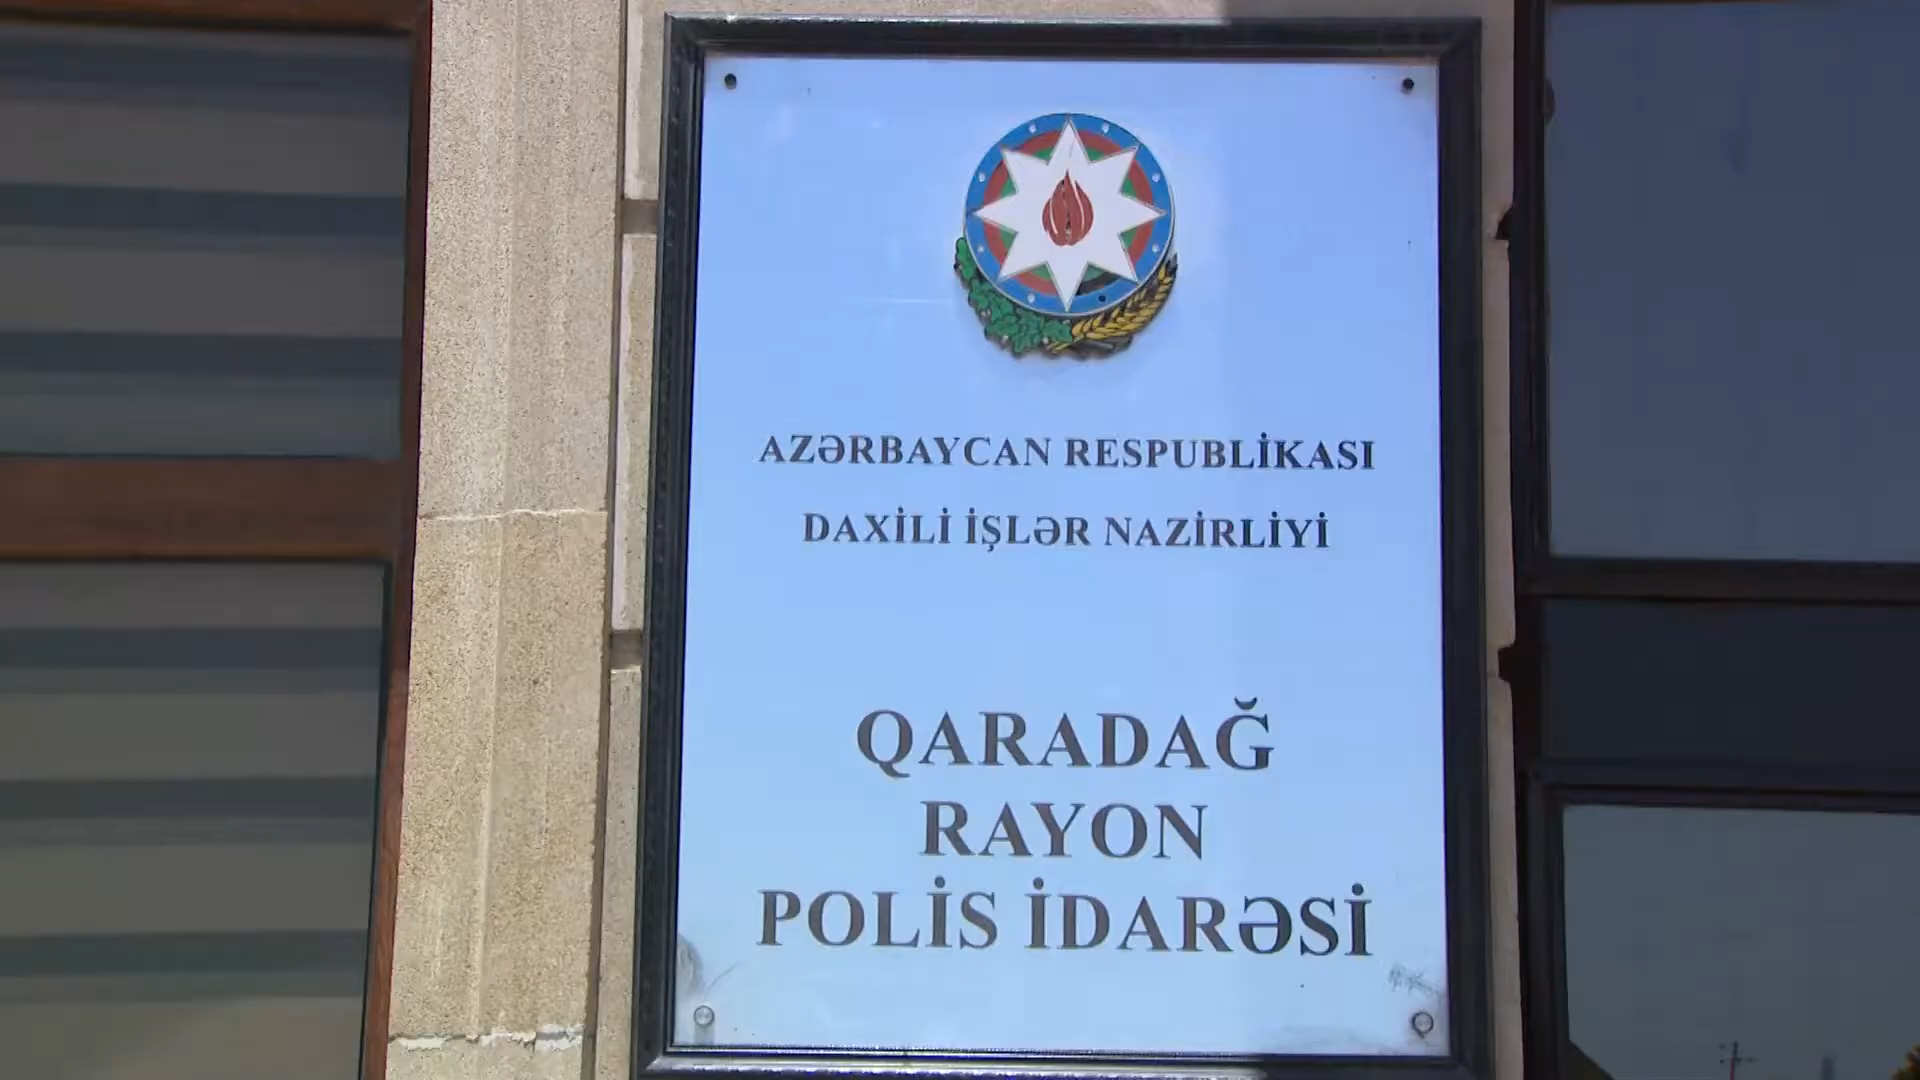 AZƏRBAYCAN RESPUBLİKASI
DAXİLİ İŞLƏR NAZİRLİYİ
QARADAĞ
RAYON
POLİS İDARƏSİ